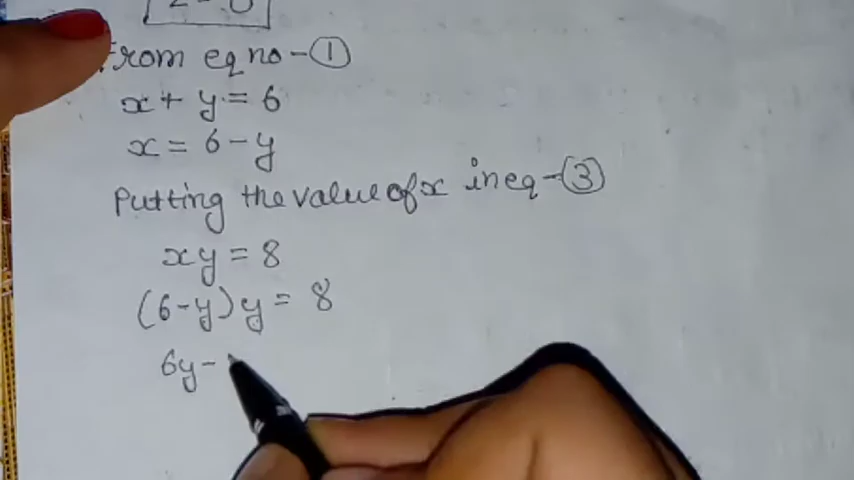 From eq no-①
x + y = 6
x = 6 - y
Putting the value of x in eq-③
xy = 8
(6-y)y = 8
6y-